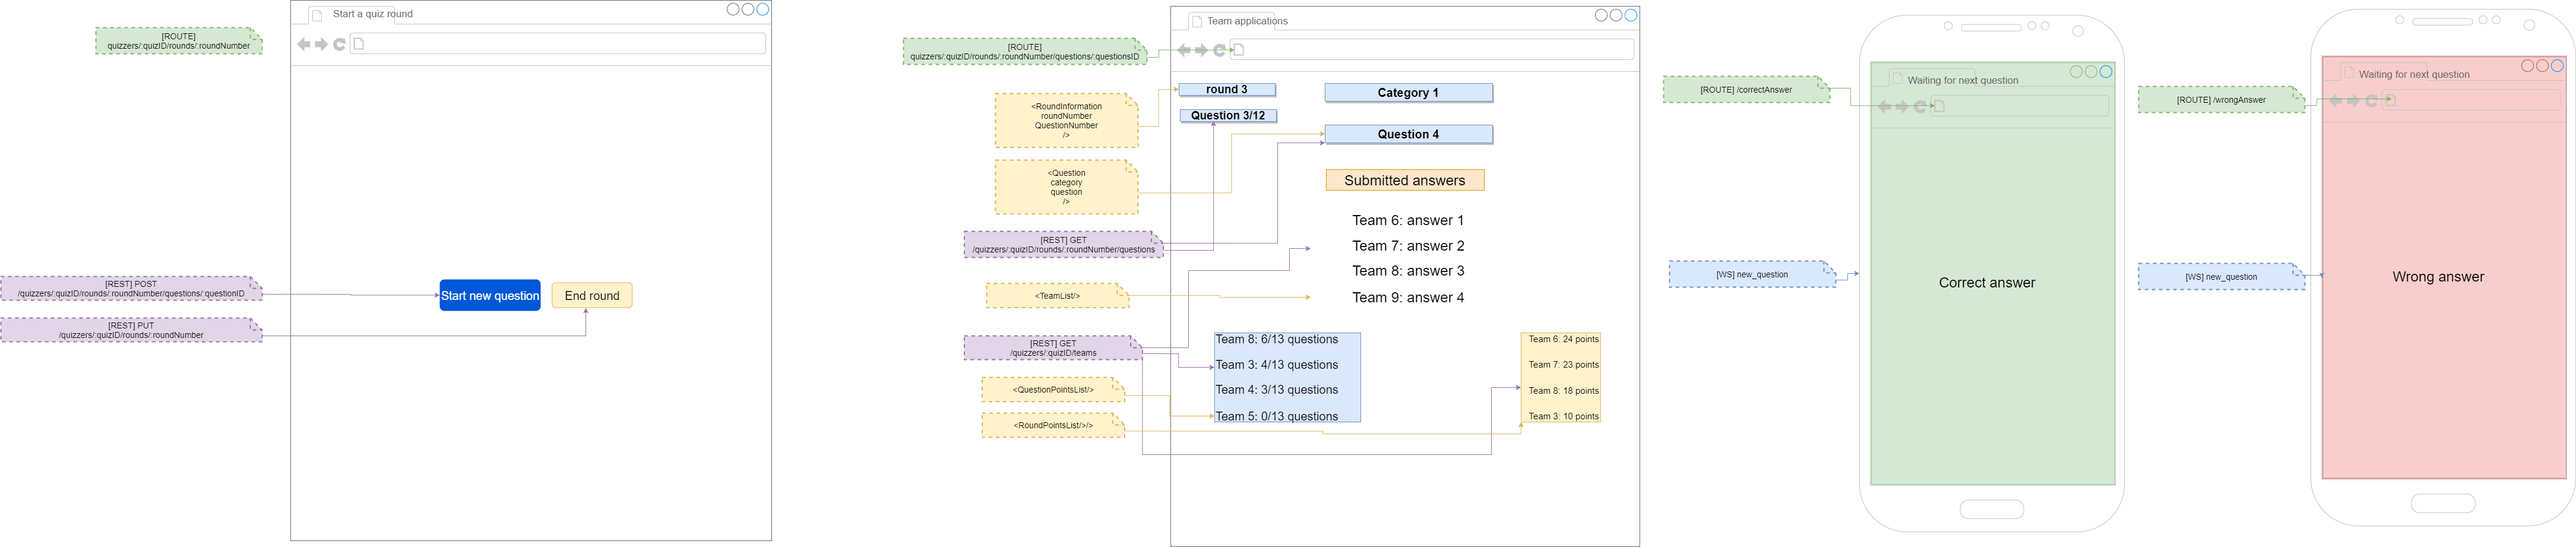 Start a quiz round
[ROUTE]
quizzers/:quizID/rounds/:roundNumber
[REST] POST
/quizzers/:quizID/rounds/:roundNumber/questions/:questionID
[REST] PUT
/quizzers/:quizID/rounds/:roundNumber
Start new question
End round
Team applications
[ROUTE]
quizzers/:quizID/rounds/:roundNumber/questions/:questionsID
<RoundInformation
roundNumber
QuestionNumber
/>
<Question
category
question
/>
[REST] GET
/quizzers/:quizID/rounds/:roundNumber/questions
<TeamList/>
[REST] GET
/quizzers/:quizID/teams
<QuestionPointsList/>
<RoundPointsList/>/>
round 3
Question 3/12
Category 1
Question 4
Submitted answers
Team 6: answer 1
Team 7: answer 2
Team 8: answer 3
Team 9: answer 4
Team 8: 6/13 questions
Team 3: 4/13 questions
Team 4: 3/13 questions
Team 5: 0/13 questions
Team 6: 24 points
Team 7: 23 points
Team 8: 18 points
Team 3: 10 points
[ROUTE] /correctAnswer
[WS] new_question
Waiting for next question
Correct answer
[ROUTE] /wrongAnswer
[WS] new_question
Waiting for next question
Wrong answer